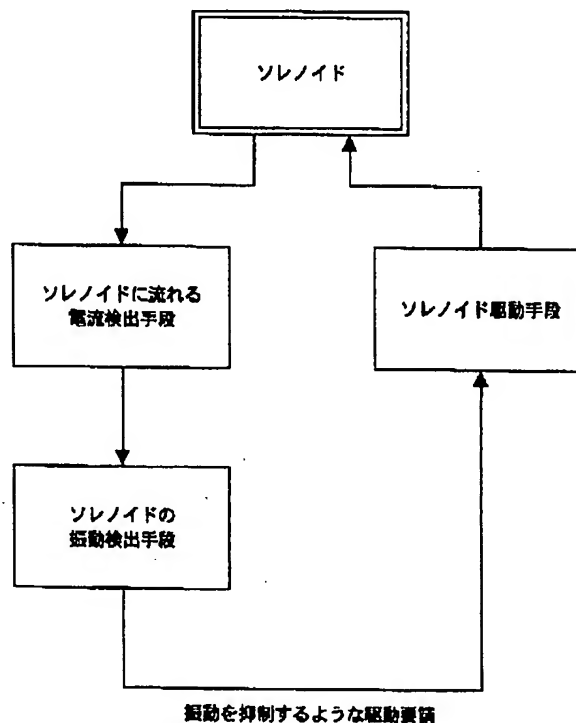 ソレノイド
ソレノイドに流れる
電流検出手段
ソレノイド駆動手段
ソレノイドの
振動検出手段
振動を抑制するような駆動要請